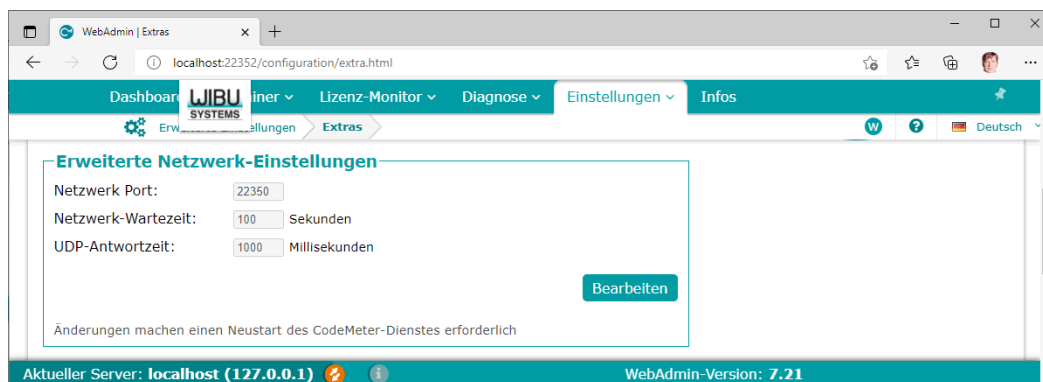 WebAdmin | Extras
localhost:22352/configuration/extra.html
Dashboar WIBU SYSTEMS iner Lizenz-Monitor Diagnose Einstellungen Infos
Extras W ? Deutsch
Erweiterte Netzwerk-Einstellungen
Netzwerk Port: 22350
Netzwerk-Wartezeit: 100 Sekunden
UDP-Antwortzeit: 1000 Millisekunden
Bearbeiten
Änderungen machen einen Neustart des CodeMeter-Dienstes erforderlich
Aktueller Server: localhost (127.0.0.1) i WebAdmin-Version: 7.21